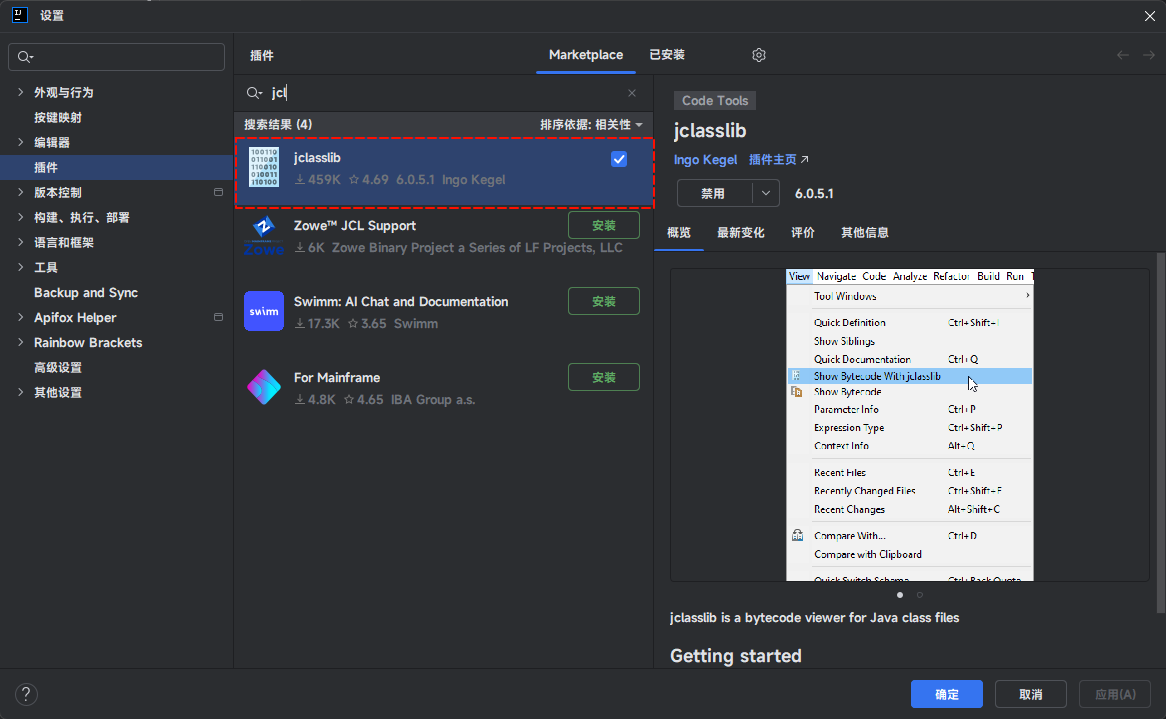 设置
插件
Marketplace
已安装
外观与行为
按键映射
编辑器
插件
版本控制
构建、执行、部署
语言和框架
工具
Backup and Sync
Apifox Helper
Rainbow Brackets
高级设置
其他设置
jcl
搜索结果 (4)
排序依据: 相关性
jclasslib
459K 4.69 6.0.5.1 Ingo Kegel
Zowe™ JCL Support
安装
6K Zowe Binary Project a Series of LF Projects, LLC
Zowe
Swimm: AI Chat and Documentation
安装
swimm
17.3K 3.65 Swimm
For Mainframe
安装
4.8K 4.65 IBA Group a.s.
Code Tools
jclasslib
Ingo Kegel 插件主页
禁用
6.0.5.1
概览 最新变化 评价 其他信息
View Navigate Code Analyze Refactor Build Run
Tool Windows
Quick Definition Ctrl+Shift+I
Show Siblings
Quick Documentation Ctrl+Q
Show Bytecode With jclasslib
Show Bytecode
Parameter Info Ctrl+P
Expression Type Ctrl+Shift+P
Context Info Alt+Q
Recent Files Ctrl+E
Recently Changed Files Ctrl+Shift+E
Recent Changes Alt+Shift+C
Compare With... Ctrl+D
Compare with Clipboard
Quick Switch Scheme... Ctrl+Back Quote
jclasslib is a bytecode viewer for Java class files
Getting started
?
确定
取消
应用(A)